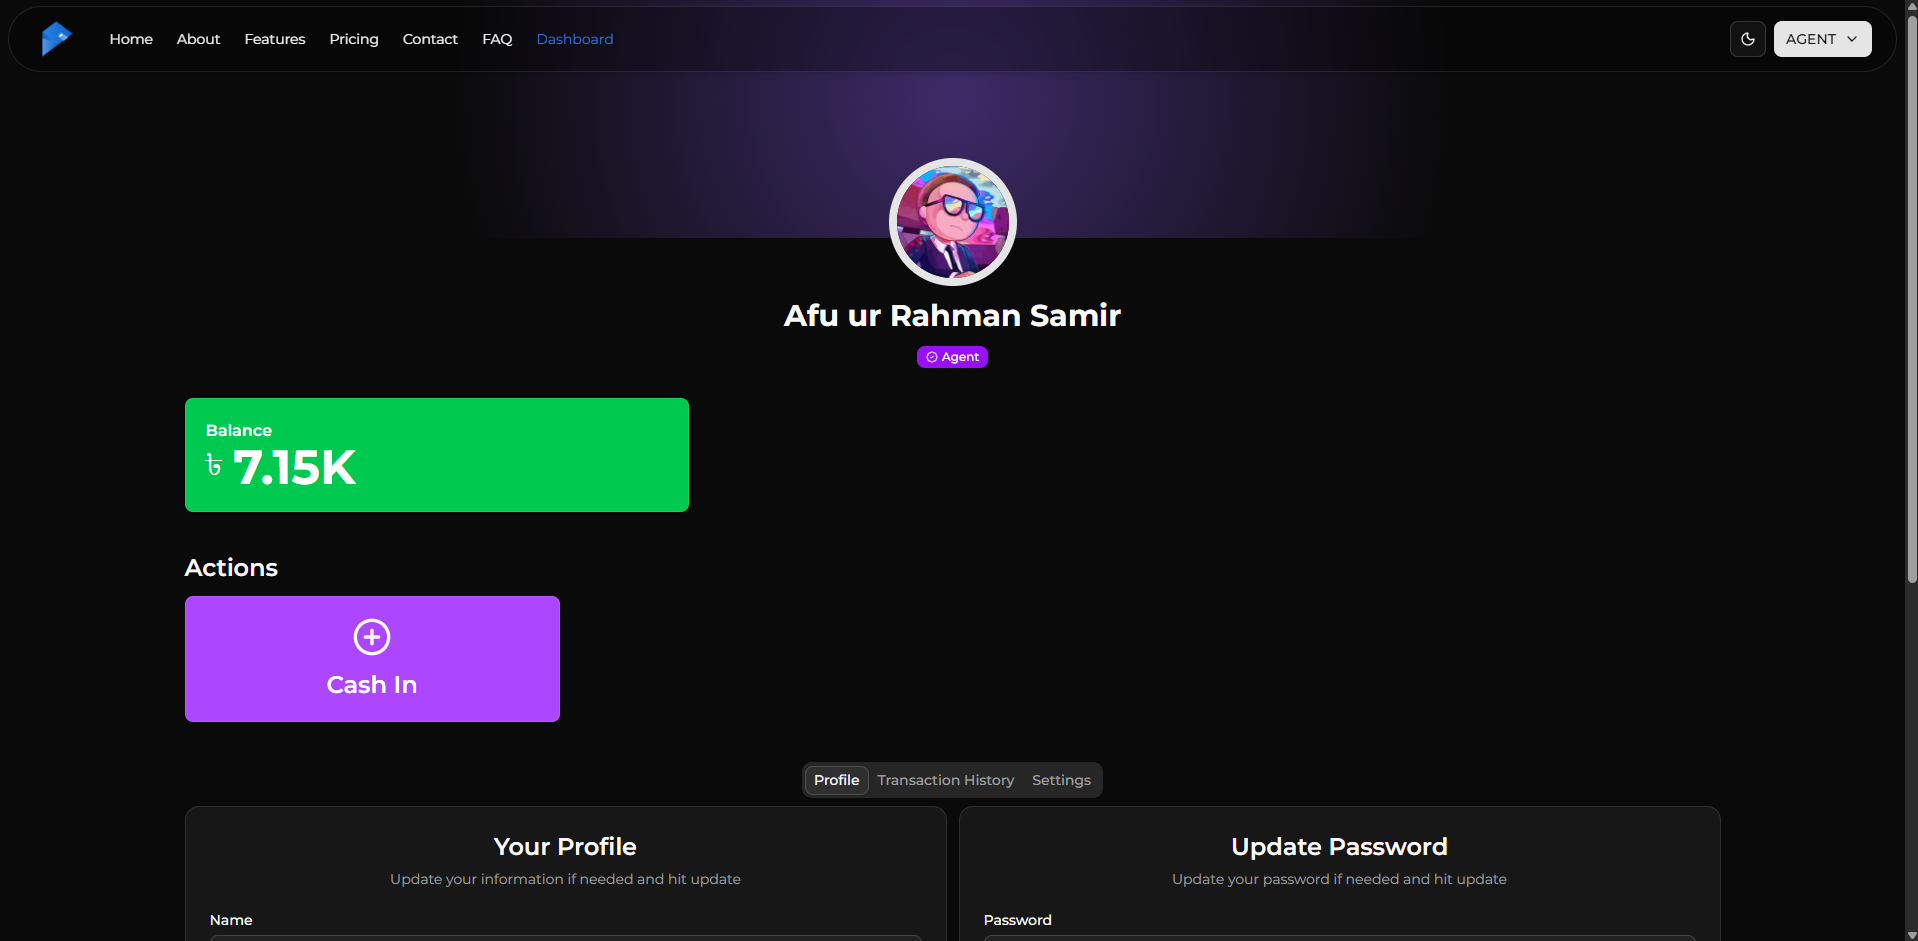 Home About Features Pricing Contact FAQ Dashboard
AGENT
Afu ur Rahman Samir
Agent
Balance
৳ 7.15K
Actions
Cash In
Profile Transaction History Settings
Your Profile
Update your information if needed and hit update
Name
Update Password
Update your password if needed and hit update
Password